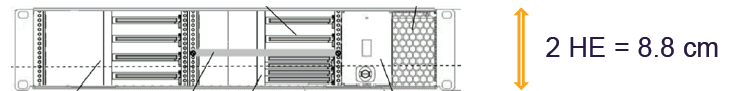 2 HE = 8.8 cm